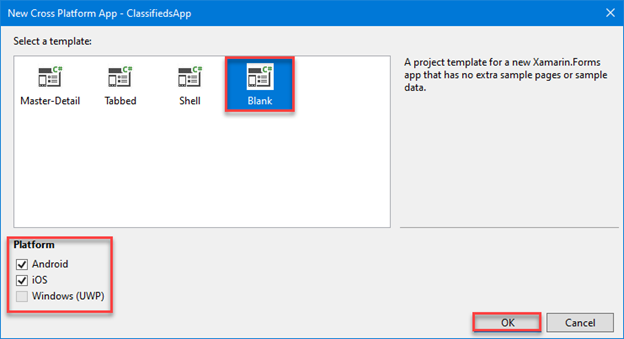 New Cross Platform App - ClassifiedsApp
Select a template:
C#
C#
C#
C#
Master-Detail
Tabbed
Shell
Blank
A project template for a new Xamarin.Forms
app that has no extra sample pages or sample
data.
Platform
Android
iOS
Windows (UWP)
OK
Cancel